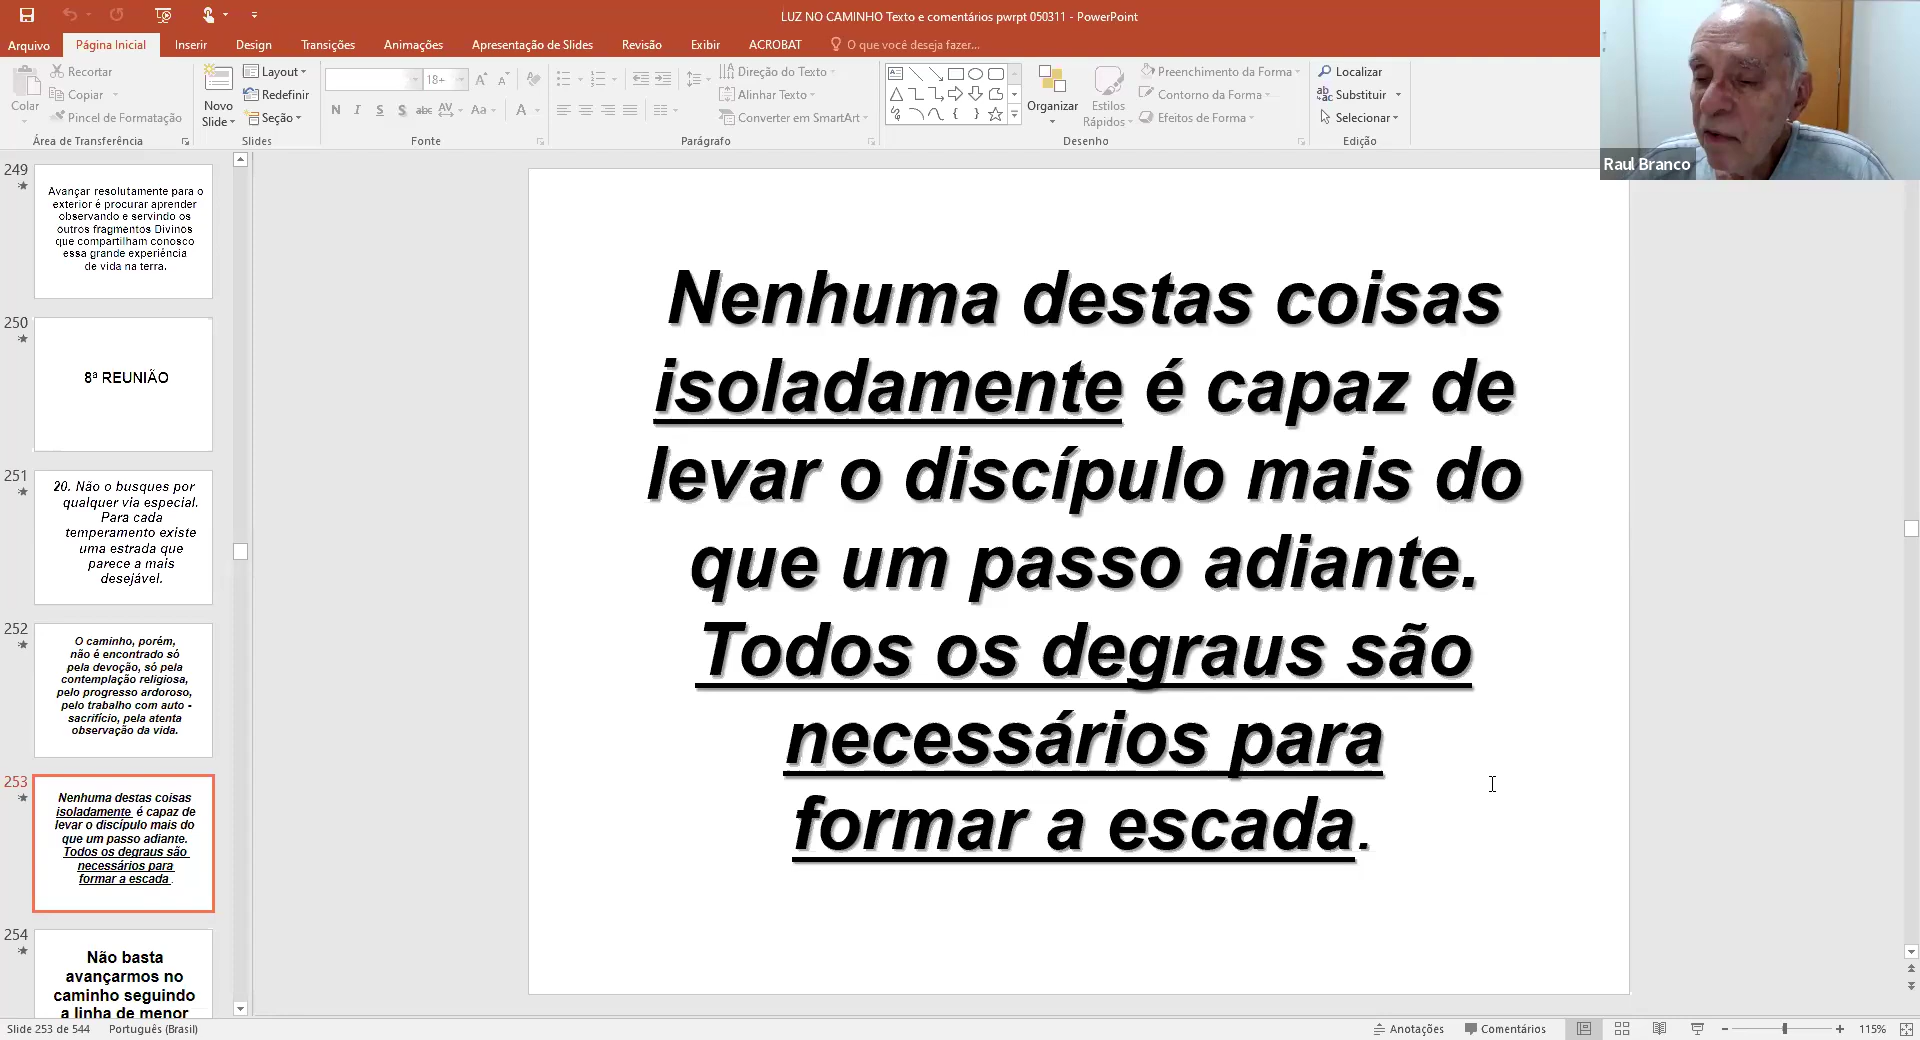 LUZ NO CAMINHO Texto e comentários pwrpt 050311 - PowerPoint
Arquivo
Página Inicial
Inserir
Design
Transições
Animações
Apresentação de Slides
Revisão
Exibir
ACROBAT
O que você deseja fazer...
Colar
Recortar
Copiar
Pincel de Formatação
Área de Transferência
Novo
Slide
Layout
Redefinir
Seção
Slides
18+
N I S S abc AV Aa A
Fonte
Direção do Texto
Alinhar Texto
Converter em SmartArt
Parágrafo
Organizar
Estilos
Rápidos
Preenchimento da Forma
Contorno da Forma
Efeitos de Forma
Desenho
Localizar
Substituir
Selecionar
Edição
Raul Branco
249
Avançar resolutamente para o
exterior é procurar aprender
observando e servindo os
outros fragmentos Divinos
que compartilham conosco
essa grande experiência
de vida na terra.
250
8ª REUNIÃO
251
20. Não o busques por
qualquer via especial.
Para cada
temperamento existe
uma estrada que
parece a mais
desejável.
252
O caminho, porém,
não é encontrado só
pela devoção, só pela
contemplação religiosa,
pelo progresso ardoroso,
pelo trabalho com auto -
sacrifício, pela atenta
observação da vida.
253
Nenhuma destas coisas
isoladamente é capaz de
levar o discípulo mais do
que um passo adiante.
Todos os degraus são
necessários para
formar a escada.
254
Não basta
avançarmos no
caminho seguindo
a linha de menor
Nenhuma destas coisas
isoladamente é capaz de
levar o discípulo mais do
que um passo adiante.
Todos os degraus são
necessários para
formar a escada.
Slide 253 de 544
Português (Brasil)
Anotações
Comentários
115%